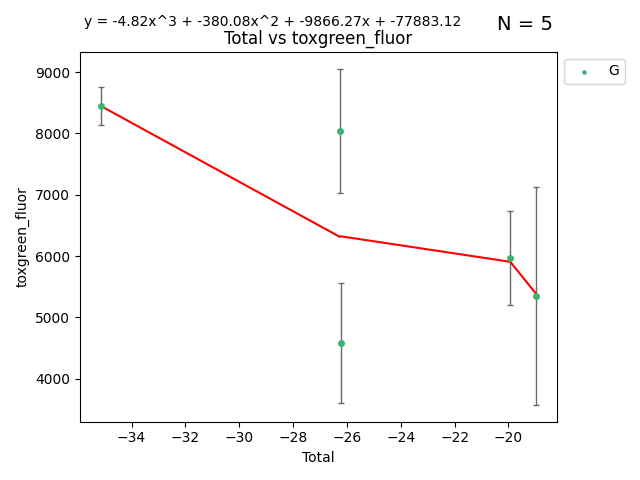 y = -4.82x^3 + -380.08x^2 + -9866.27x + -77883.12
N = 5
Total vs toxgreen_fluor
G
toxgreen_fluor
9000
8000
7000
6000
5000
4000
−34
−32
−30
−28
−26
−24
−22
−20
Total